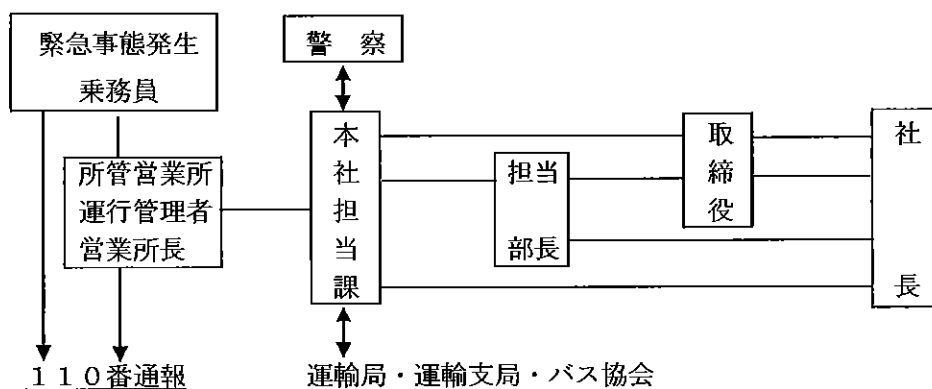 緊急事態発生
乗務員
警 察
本社担当課
取締役
社長
担当
部長
所管営業所
運行管理者
営業所長
110番通報
運輸局・運輸支局・バス協会